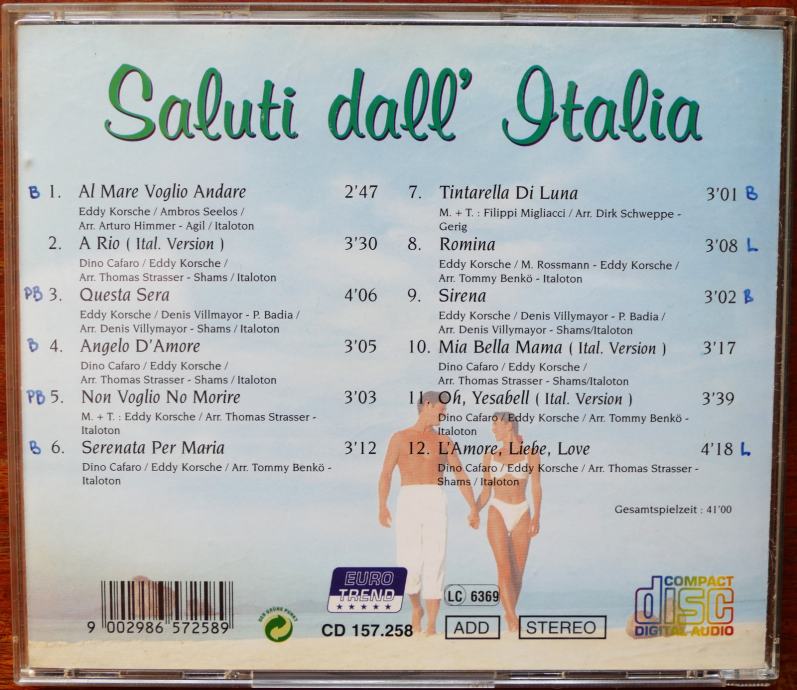 Saluti dall' Italia
B 1. Al Mare Voglio Andare 2'47
Eddy Korsche / Ambros Seelos /
Arr. Arturo Himmer - Agil / Italoton
2. A Rio ( Ital. Version ) 3'30
Dino Cafaro / Eddy Korsche /
Arr. Thomas Strasser - Shams / Italoton
PB 3. Questa Sera 4'06
Eddy Korsche / Denis Villmayor - P. Badia /
Arr. Denis Villymayor - Shams / Italoton
B 4. Angelo D'Amore 3'05
Dino Cafaro / Eddy Korsche /
Arr. Thomas Strasser - Shams / Italoton
PB 5. Non Voglio No Morire 3'03
M. + T. : Eddy Korsche / Arr. Thomas Strasser -
Italoton
B 6. Serenata Per Maria 3'12
Dino Cafaro / Eddy Korsche / Arr. Tommy Benkö -
Italoton
7. Tintarella Di Luna 3'01 B
M. + T. : Filippi Migliacci / Arr. Dirk Schweppe -
Gerig
8. Romina 3'08 L
Eddy Korsche / M. Rossmann - Eddy Korsche /
Arr. Tommy Benkö - Italoton
9. Sirena 3'02 B
Eddy Korsche / Denis Villmayor - P. Badia /
Arr. Denis Villymayor - Shams/Italoton
10. Mia Bella Mama ( Ital. Version ) 3'17
Dino Cafaro / Eddy Korsche /
Arr. Thomas Strasser - Shams/Italoton
11. Oh, Yesabell ( Ital. Version ) 3'39
Dino Cafaro / Eddy Korsche / Arr. Tommy Benkö -
Italoton
12. L'Amore, Liebe, Love 4'18 L
Dino Cafaro / Eddy Korsche / Arr. Thomas Strasser -
Shams / Italoton
Gesamtspielzeit : 41'00
9 002986 572589
DER GRÜNE PUNKT
EURO
TREND
CD 157.258
LC 6369
ADD
STEREO
COMPACT
disc
DIGITAL AUDIO